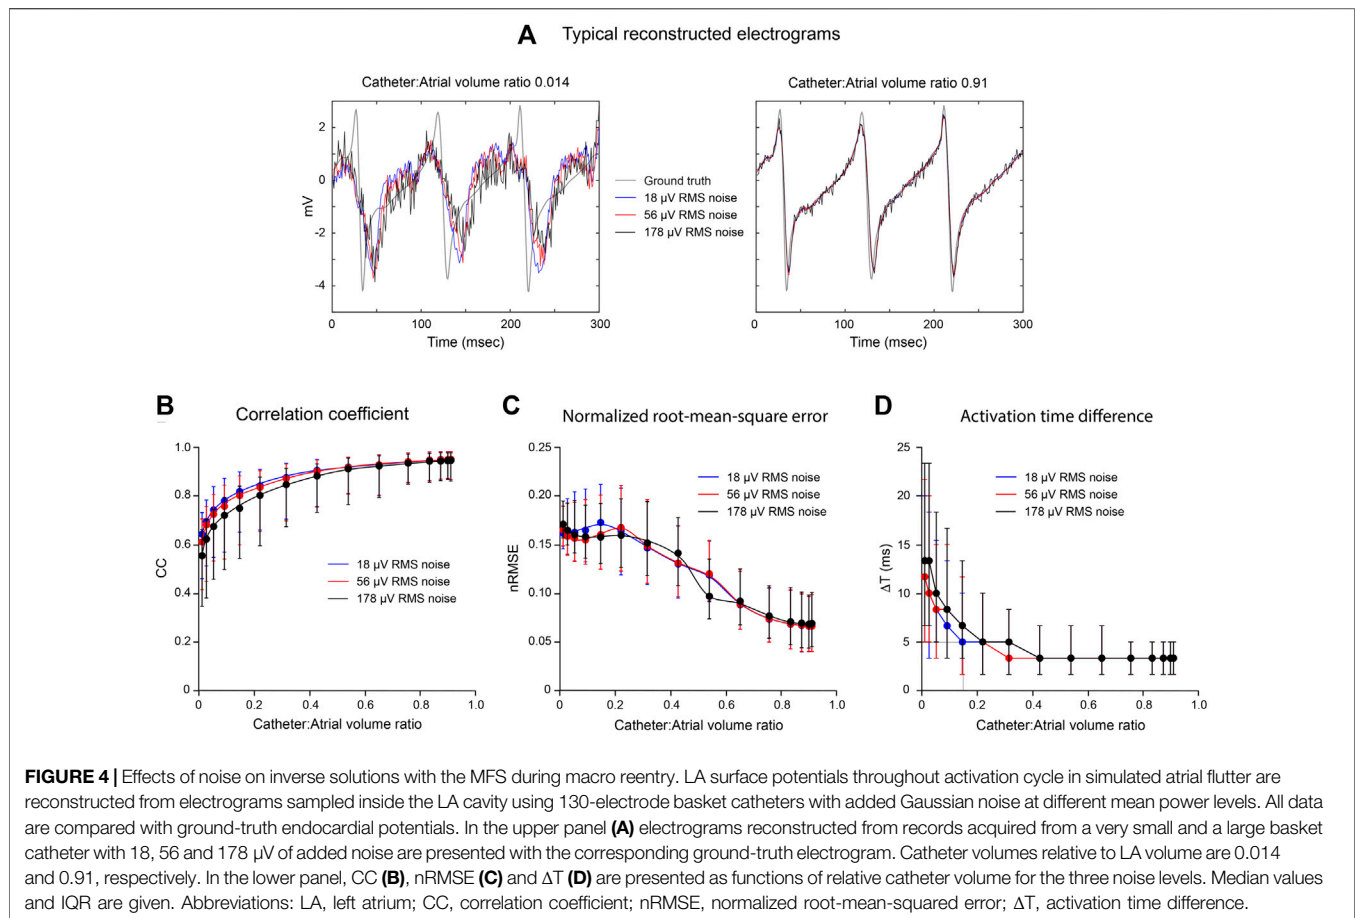 A Typical reconstructed electrograms
Catheter:Atrial volume ratio 0.014
Catheter:Atrial volume ratio 0.91
2
0
-2
-4
mV
0 100 200 300
Time (msec)
Ground truth
18 µV RMS noise
56 µV RMS noise
178 µV RMS noise
0 100 200 300
Time (msec)
B Correlation coefficient
1.0
0.8
0.6
0.4
0.2
0
CC
18 µV RMS noise
56 µV RMS noise
178 µV RMS noise
0 0.2 0.4 0.6 0.8 1.0
Catheter:Atrial volume ratio
C Normalized root-mean-square error
0.25
0.20
0.15
0.10
0.05
0
nRMSE
18 µV RMS noise
56 µV RMS noise
178 µV RMS noise
0 0.2 0.4 0.6 0.8 1.0
Catheter:Atrial volume ratio
D Activation time difference
25
20
15
10
5
0
ΔT (ms)
18 µV RMS noise
56 µV RMS noise
178 µV RMS noise
0 0.2 0.4 0.6 0.8 1.0
Catheter:Atrial volume ratio
FIGURE 4 | Effects of noise on inverse solutions with the MFS during macro reentry. LA surface potentials throughout activation cycle in simulated atrial flutter are
reconstructed from electrograms sampled inside the LA cavity using 130-electrode basket catheters with added Gaussian noise at different mean power levels. All data
are compared with ground-truth endocardial potentials. In the upper panel (A) electrograms reconstructed from records acquired from a very small and a large basket
catheter with 18, 56 and 178 µV of added noise are presented with the corresponding ground-truth electrogram. Catheter volumes relative to LA volume are 0.014
and 0.91, respectively. In the lower panel, CC (B), nRMSE (C) and ΔT (D) are presented as functions of relative catheter volume for the three noise levels. Median values
and IQR are given. Abbreviations: LA, left atrium; CC, correlation coefficient; nRMSE, normalized root-mean-squared error; ΔT, activation time difference.